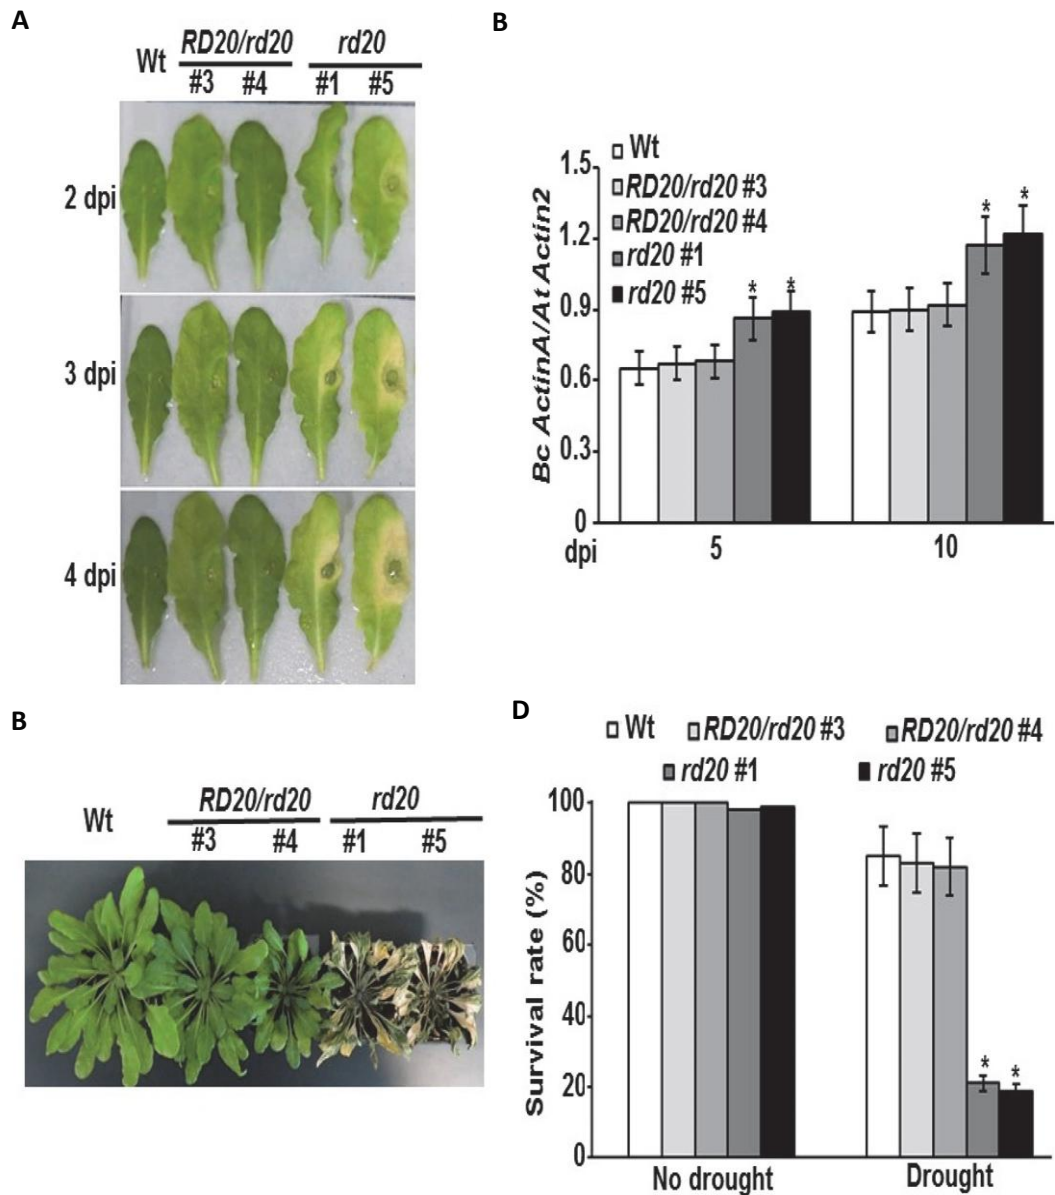 A
Wt RD20/rd20 rd20
#3 #4 #1 #5
2 dpi
3 dpi
4 dpi
B
Wt
RD20/rd20 #3
RD20/rd20 #4
rd20 #1
rd20 #5
Bc ActinA/At Actin2
1.5
1.2
0.9
0.6
0.3
0
* *
* *
dpi 5 10
B
Wt RD20/rd20 rd20
#3 #4 #1 #5
D
Wt RD20/rd20 #3 RD20/rd20 #4
rd20 #1 rd20 #5
Survival rate (%)
100
80
60
40
20
0
* *
No drought Drought